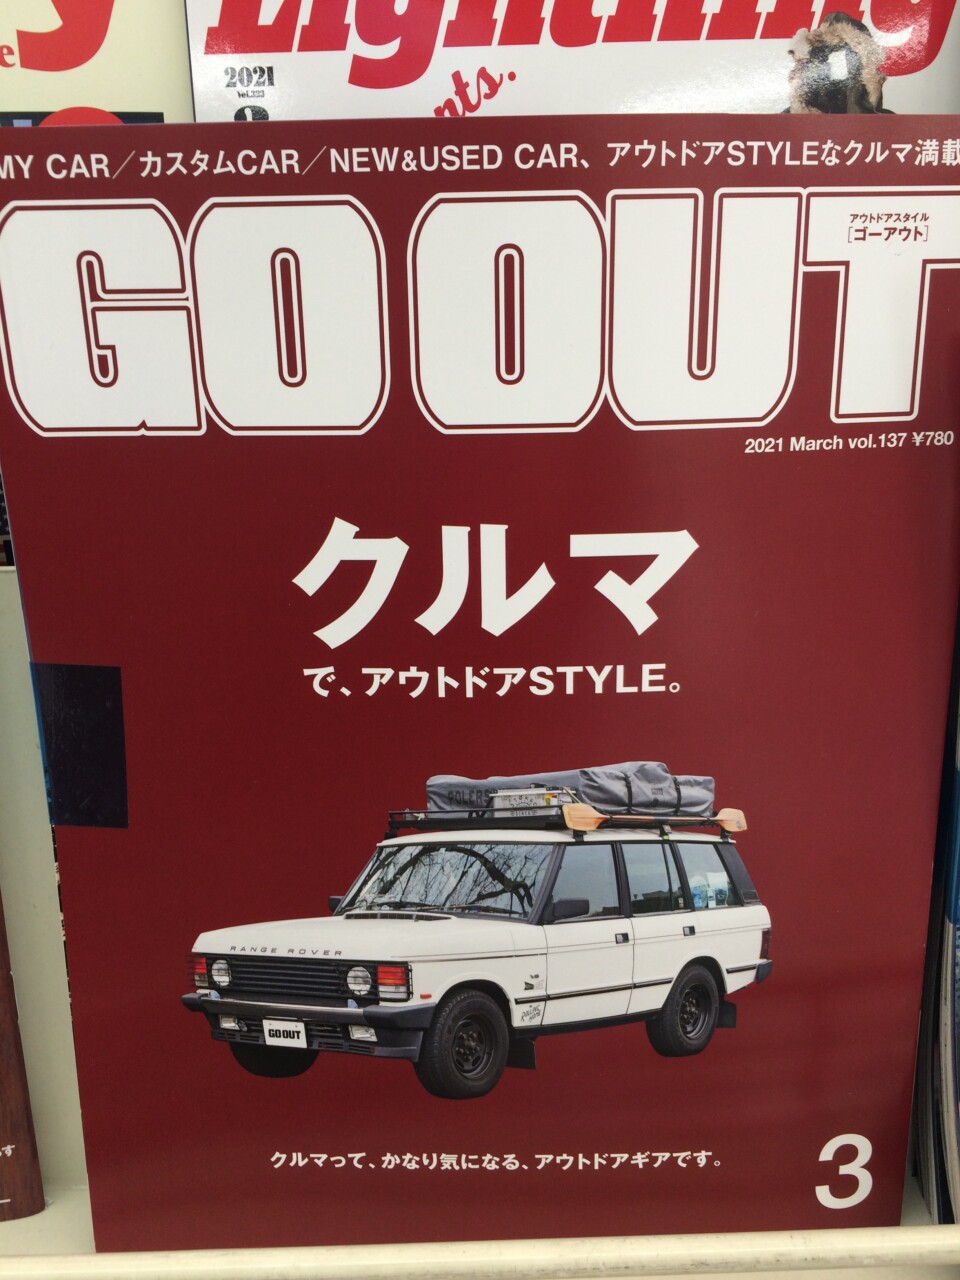 Lightning
2021
Vol.323
nts.
MY CAR／カスタムCAR／NEW&USED CAR、アウトドアSTYLEなクルマ満載
GO OUT
アウトドアスタイル
［ゴーアウト］
2021 March vol.137 ¥780
クルマ
で、アウトドアSTYLE。
POLER
RANGE ROVER
GO OUT
クルマって、かなり気になる、アウトドアギアです。
3